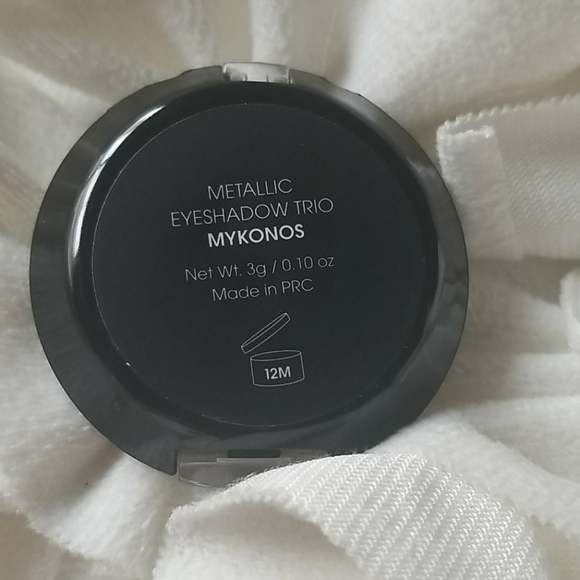 METALLIC
EYESHADOW TRIO
MYKONOS
Net Wt. 3g / 0.10 oz
Made in PRC
12M